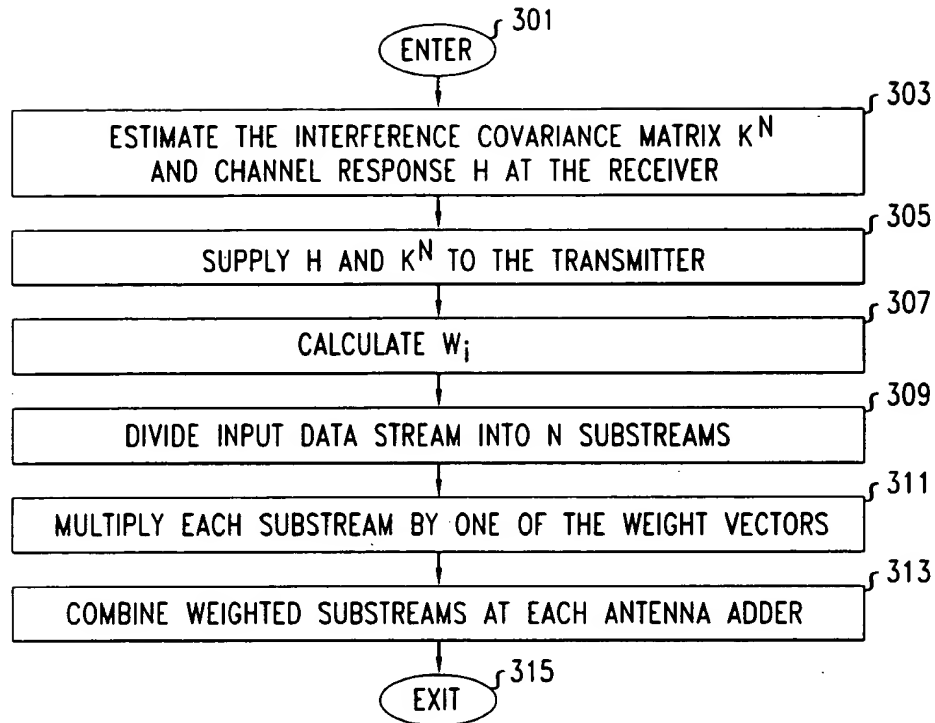 301
ENTER
303
ESTIMATE THE INTERFERENCE COVARIANCE MATRIX K^N
AND CHANNEL RESPONSE H AT THE RECEIVER
305
SUPPLY H AND K^N TO THE TRANSMITTER
307
CALCULATE W_i
309
DIVIDE INPUT DATA STREAM INTO N SUBSTREAMS
311
MULTIPLY EACH SUBSTREAM BY ONE OF THE WEIGHT VECTORS
313
COMBINE WEIGHTED SUBSTREAMS AT EACH ANTENNA ADDER
315
EXIT